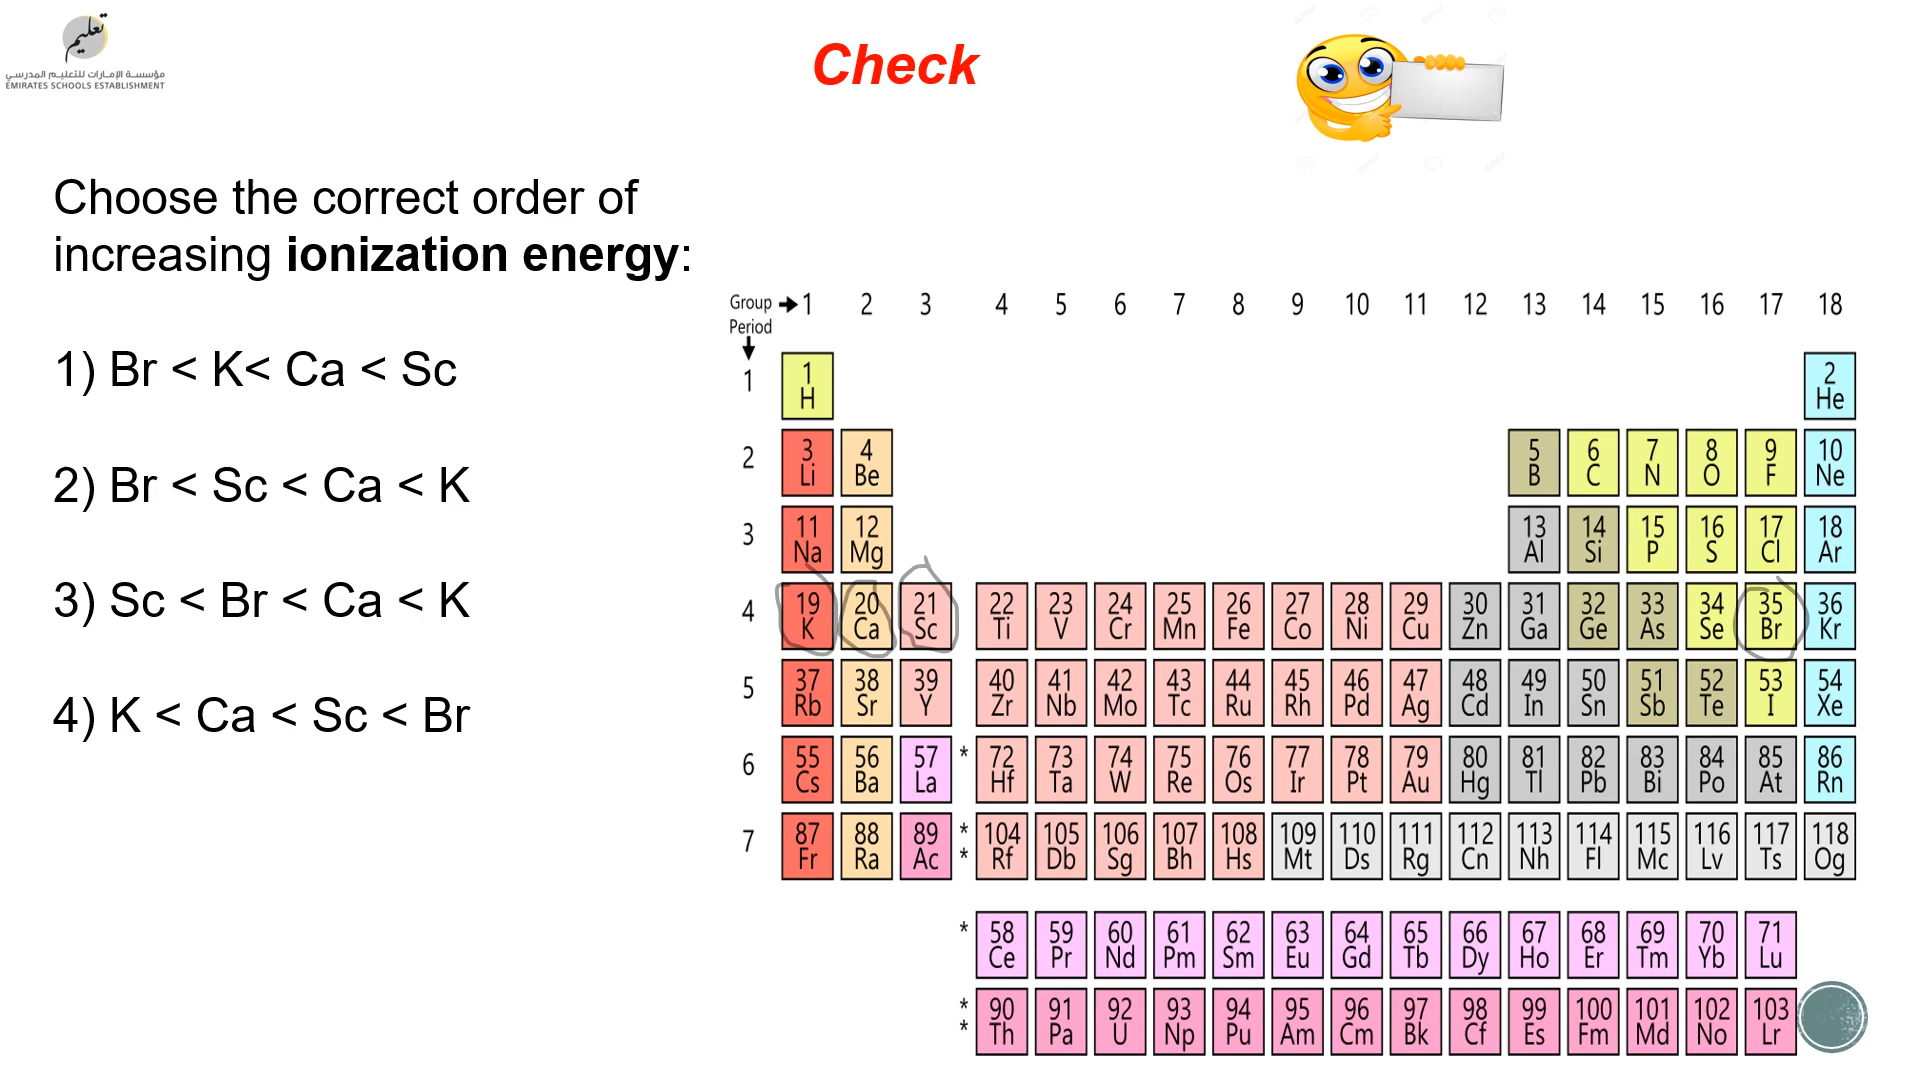 تعليم
مؤسسـة الإمـارات للتعليـم المدرسـي
EMIRATES SCHOOLS ESTABLISHMENT
Check
Choose the correct order of
increasing ionization energy:
1) Br < K< Ca < Sc
2) Br < Sc < Ca < K
3) Sc < Br < Ca < K
4) K < Ca < Sc < Br
Group → 1 2 3 4 5 6 7 8 9 10 11 12 13 14 15 16 17 18
Period
↓
1 1 2
H He
2 3 4 5 6 7 8 9 10
Li Be B C N O F Ne
3 11 12 13 14 15 16 17 18
Na Mg Al Si P S Cl Ar
4 19 20 21 22 23 24 25 26 27 28 29 30 31 32 33 34 35 36
K Ca Sc Ti V Cr Mn Fe Co Ni Cu Zn Ga Ge As Se Br Kr
5 37 38 39 40 41 42 43 44 45 46 47 48 49 50 51 52 53 54
Rb Sr Y Zr Nb Mo Tc Ru Rh Pd Ag Cd In Sn Sb Te I Xe
6 55 56 57 * 72 73 74 75 76 77 78 79 80 81 82 83 84 85 86
Cs Ba La Hf Ta W Re Os Ir Pt Au Hg Tl Pb Bi Po At Rn
7 87 88 89 * 104 105 106 107 108 109 110 111 112 113 114 115 116 117 118
Fr Ra Ac * Rf Db Sg Bh Hs Mt Ds Rg Cn Nh Fl Mc Lv Ts Og
* 58 59 60 61 62 63 64 65 66 67 68 69 70 71
Ce Pr Nd Pm Sm Eu Gd Tb Dy Ho Er Tm Yb Lu
* 90 91 92 93 94 95 96 97 98 99 100 101 102 103
* Th Pa U Np Pu Am Cm Bk Cf Es Fm Md No Lr